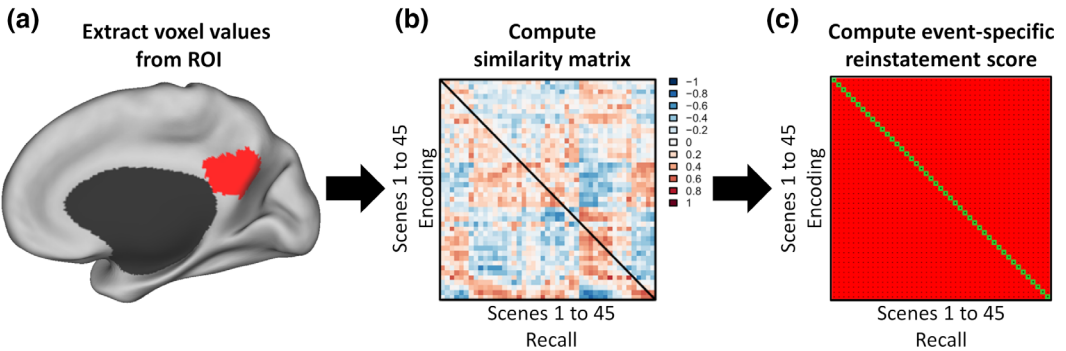 (a)
Extract voxel values
from ROI
(b)
Compute
similarity matrix
Scenes 1 to 45
Encoding
−1
−0.8
−0.6
−0.4
−0.2
0
0.2
0.4
0.6
0.8
1
Scenes 1 to 45
Recall
(c)
Compute event-specific
reinstatement score
Scenes 1 to 45
Encoding
Scenes 1 to 45
Recall